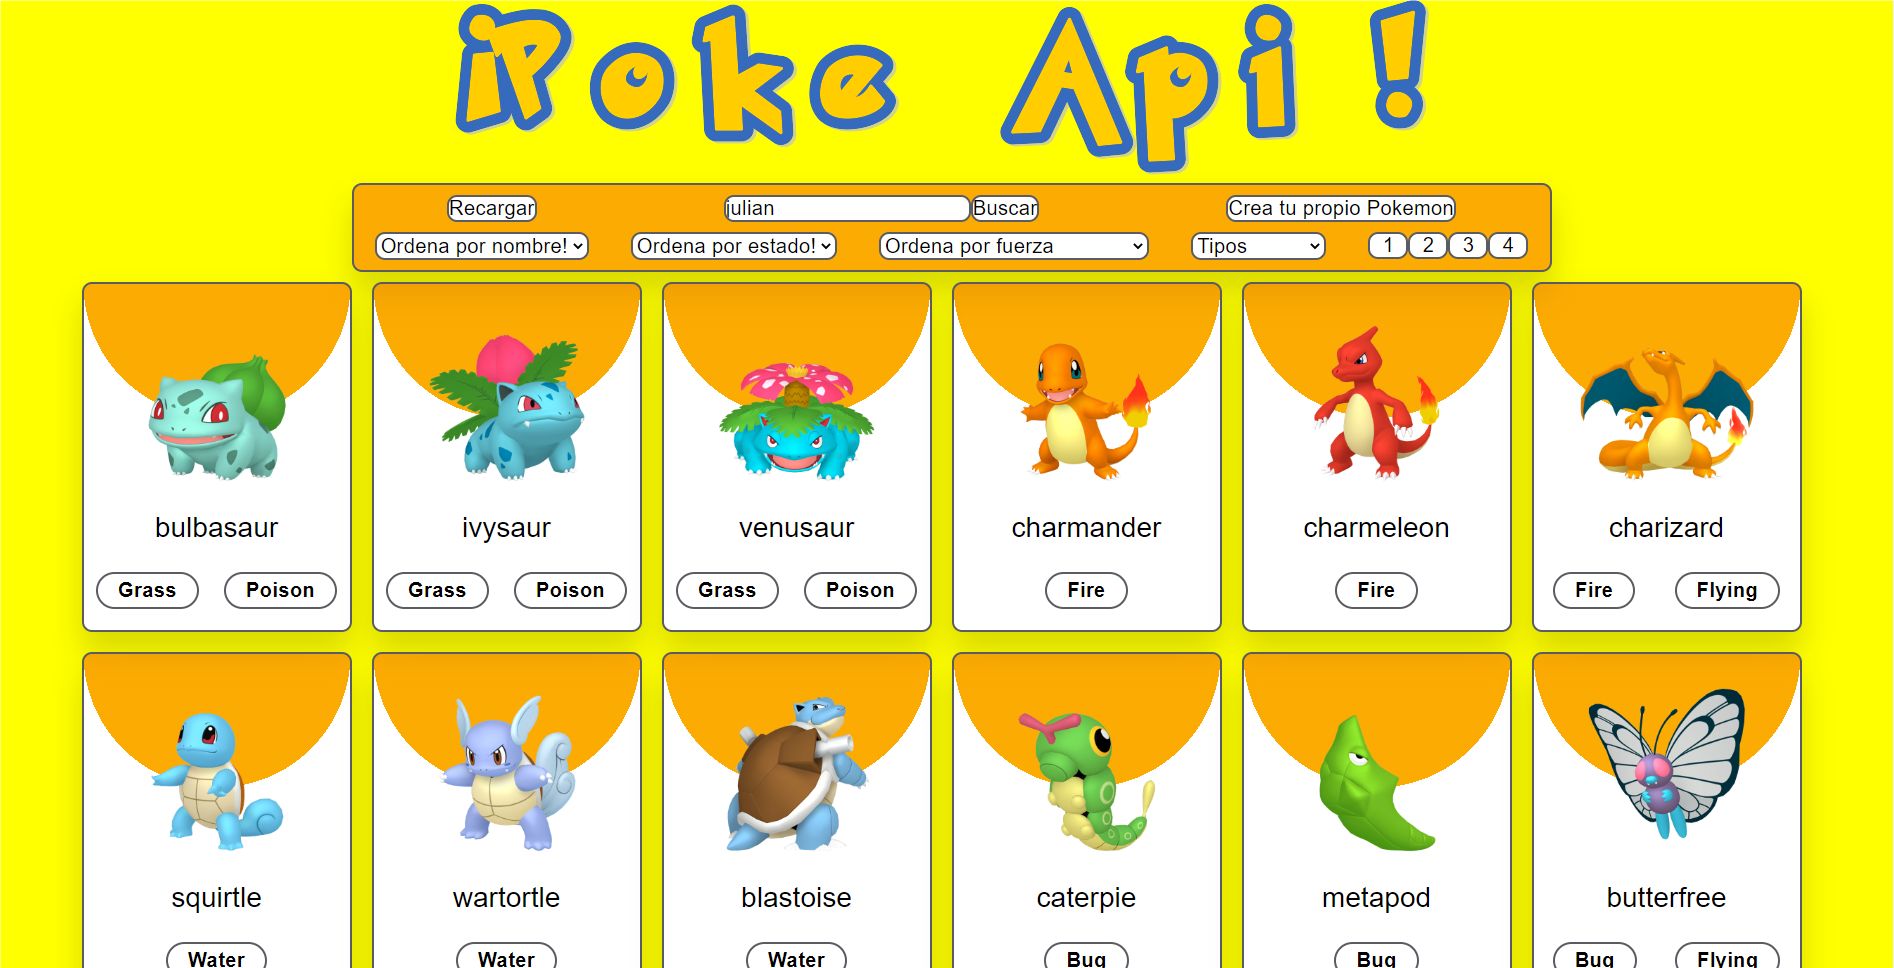 ¡Poke Api!
Recargar julian Buscar Crea tu propio Pokemon
Ordena por nombre! Ordena por estado! Ordena por fuerza Tipos 1 2 3 4
bulbasaur ivysaur venusaur charmander charmeleon charizard
Grass Poison Grass Poison Grass Poison Fire Fire Fire Flying
squirtle wartortle blastoise caterpie metapod butterfree
Water Water Water Bug Bug Bug Flying